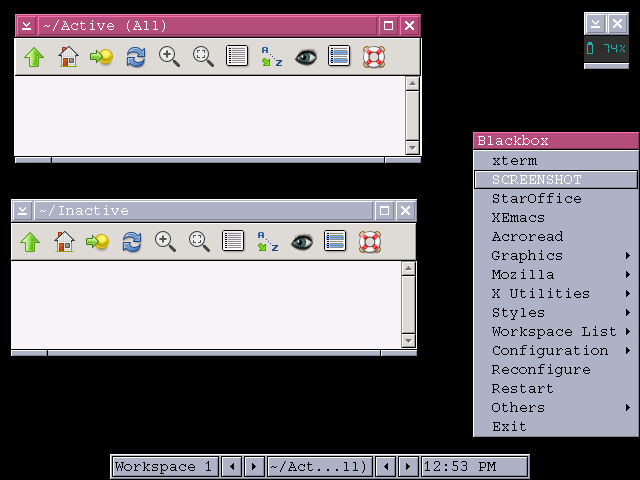 ~/Active (All)
74%
Blackbox
xterm
SCREENSHOT
~/Inactive
StarOffice
XEmacs
Acroread
Graphics
Mozilla
X Utilities
Styles
Workspace List
Configuration
Reconfigure
Restart
Others
Exit
Workspace 1
~/Act...ll)
12:53 PM